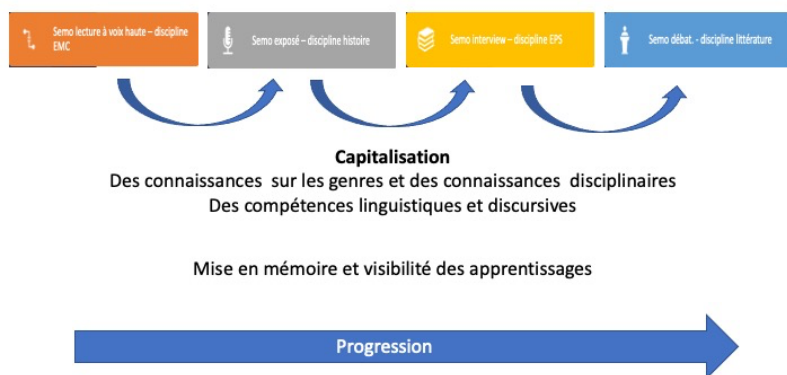 Semo lecture à voix haute – discipline
EMC
Semo exposé – discipline histoire
Semo interview – discipline EPS
Semo débat. - discipline littérature
Capitalisation
Des connaissances sur les genres et des connaissances disciplinaires
Des compétences linguistiques et discursives
Mise en mémoire et visibilité des apprentissages
Progression